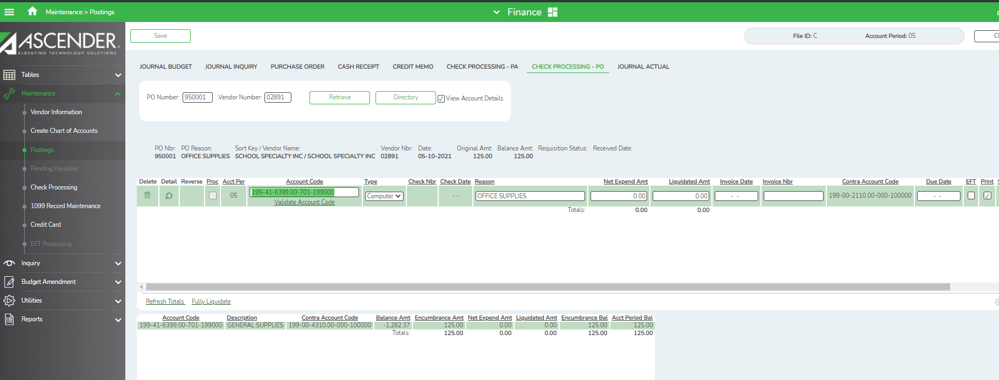 Maintenance > Postings
Finance
ASCENDER
ELEVATING TECHNOLOGY SOLUTIONS
Save
File ID: C
Account Period: 05
Tables
Maintenance
Vendor Information
Create Chart of Accounts
Postings
Pending Payables
Check Processing
1099 Record Maintenance
Credit Card
EFT Processing
Inquiry
Budget Amendment
Utilities
Reports
JOURNAL BUDGET JOURNAL INQUIRY PURCHASE ORDER CASH RECEIPT CREDIT MEMO CHECK PROCESSING - PA CHECK PROCESSING - PO JOURNAL ACTUAL
PO Number: 950001 Vendor Number: 02891 Retrieve Directory View Account Details
PO Nbr: PO Reason: Sort Key / Vendor Name: Vendor Nbr: Date: Original Amt: Balance Amt: Requisition Status: Received Date:
950001 OFFICE SUPPLIES SCHOOL SPECIALTY INC / SCHOOL SPECIALTY INC 02891 05-10-2021 125.00 125.00
Delete Detail Reverse Proc Acct Per Account Code Type Check Nbr Check Date Reason Net Expend Amt Liquidated Amt Invoice Date Invoice Nbr Contra Account Code Due Date EFT Print
05 199-41-6399.00-701-199000 Computer - - OFFICE SUPPLIES 0.00 0.00 - - 199-00-2110.00-000-100000 - -
Validate Account Code
Totals: 0.00 0.00
Refresh Totals Fully Liquidate
Account Code Description Contra Account Code Balance Amt Encumbrance Amt Net Expend Amt Liquidated Amt Encumbrance Bal Acct Period Bal
199-41-6399.00-701-199000 GENERAL SUPPLIES 199-00-4310.00-000-100000 -1,282.37 125.00 0.00 0.00 125.00 125.00
Totals: 125.00 0.00 0.00 125.00 125.00